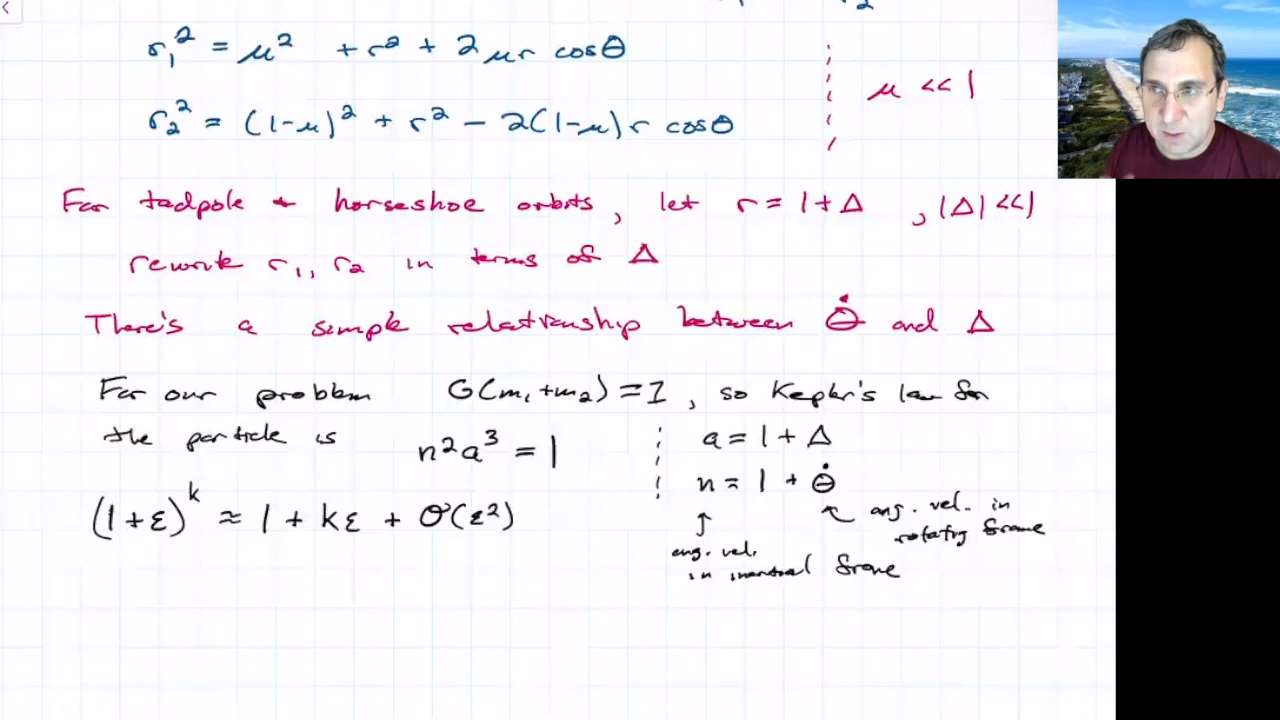 r₂
r₁² = μ² + r² + 2μr cosθ
μ << 1
r₂² = (1-μ)² + r² - 2(1-μ)r cosθ
For tadpole + horseshoe orbits, let r = 1+Δ, |Δ| << 1
rework r₁, r₂ in terms of Δ
There's a simple relationship between θ̇ and Δ
For our problem G(m₁+m₂) = 1, so Kepler's law for
the particle is n²a³ = 1
a = 1 + Δ
n = 1 + θ̇
(1+ε)ᵏ ≈ 1 + kε + O(ε²)
ang. vel. in
rotating frame
ang. vel.
in inertial frame